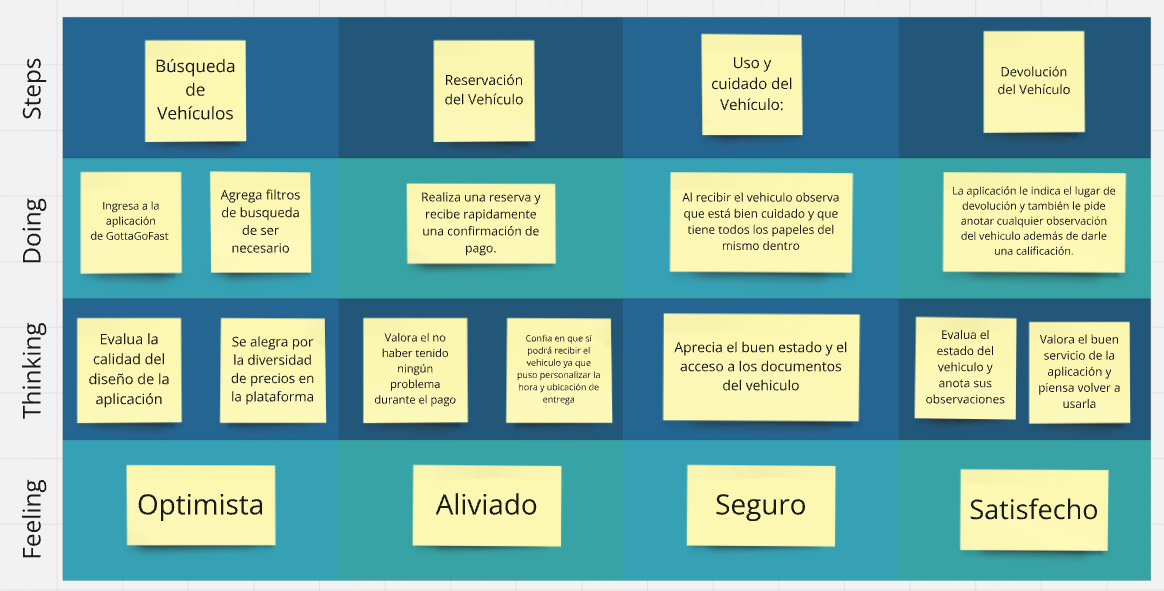 Steps
Búsqueda
de
Vehículos
Reservación
del Vehículo
Uso y
cuidado del
Vehículo:
Devolución
del Vehículo
Doing
Ingresa a la
aplicación
de GottaGoFast
Agrega filtros
de busqueda
de ser
necesario
Realiza una reserva y
recibe rapidamente
una confirmación de
pago.
Al recibir el vehiculo observa
que está bien cuidado y que
tiene todos los papeles del
mismo dentro
La aplicación le indica el lugar de
devolución y también le pide
anotar cualquier observación
del vehiculo además de darle
una calificación.
Thinking
Evalua la
calidad del
diseño de la
aplicación
Se alegra por
la diversidad
de precios en
la plataforma
Valora el no
haber tenido
ningún
problema
durante el pago
Confia en que si
podrá recibir el
vehiculo ya que
puso personalizar la
hora y ubicación de
entrega
Aprecia el buen estado y el
acceso a los documentos
del vehiculo
Evalua el
estado del
vehiculo y
anota sus
observaciones
Valora el buen
servicio de la
aplicación y
piensa volver a
usarla
Feeling
Optimista
Aliviado
Seguro
Satisfecho